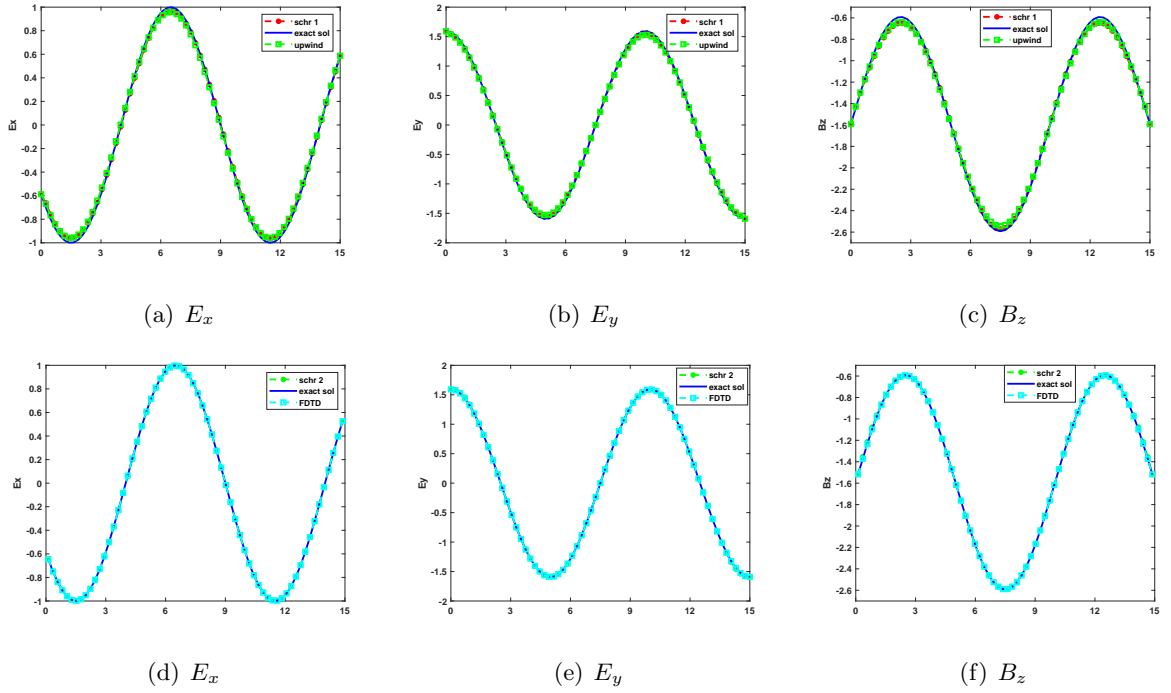 1
0.8
0.6
0.4
0.2
0
-0.2
-0.4
-0.6
-0.8
-1
Ex
0 3 6 9 12 15
schr 1
exact sol
upwind
(a) E_x
2
1.5
1
0.5
0
-0.5
-1
-1.5
-2
Ey
0 3 6 9 12 15
schr 1
exact sol
upwind
(b) E_y
-0.6
-0.8
-1
-1.2
-1.4
-1.6
-1.8
-2
-2.2
-2.4
-2.6
Bz
0 3 6 9 12 15
schr 1
exact sol
upwind
(c) B_z
1
0.8
0.6
0.4
0.2
0
-0.2
-0.4
-0.6
-0.8
-1
Ex
0 3 6 9 12 15
schr 2
exact sol
FDTD
(d) E_x
2
1.5
1
0.5
0
-0.5
-1
-1.5
-2
Ey
0 3 6 9 12 15
schr 2
exact sol
FDTD
(e) E_y
-0.6
-0.8
-1
-1.2
-1.4
-1.6
-1.8
-2
-2.2
-2.4
-2.6
Bz
0 3 6 9 12 15
schr 2
exact sol
FDTD
(f) B_z